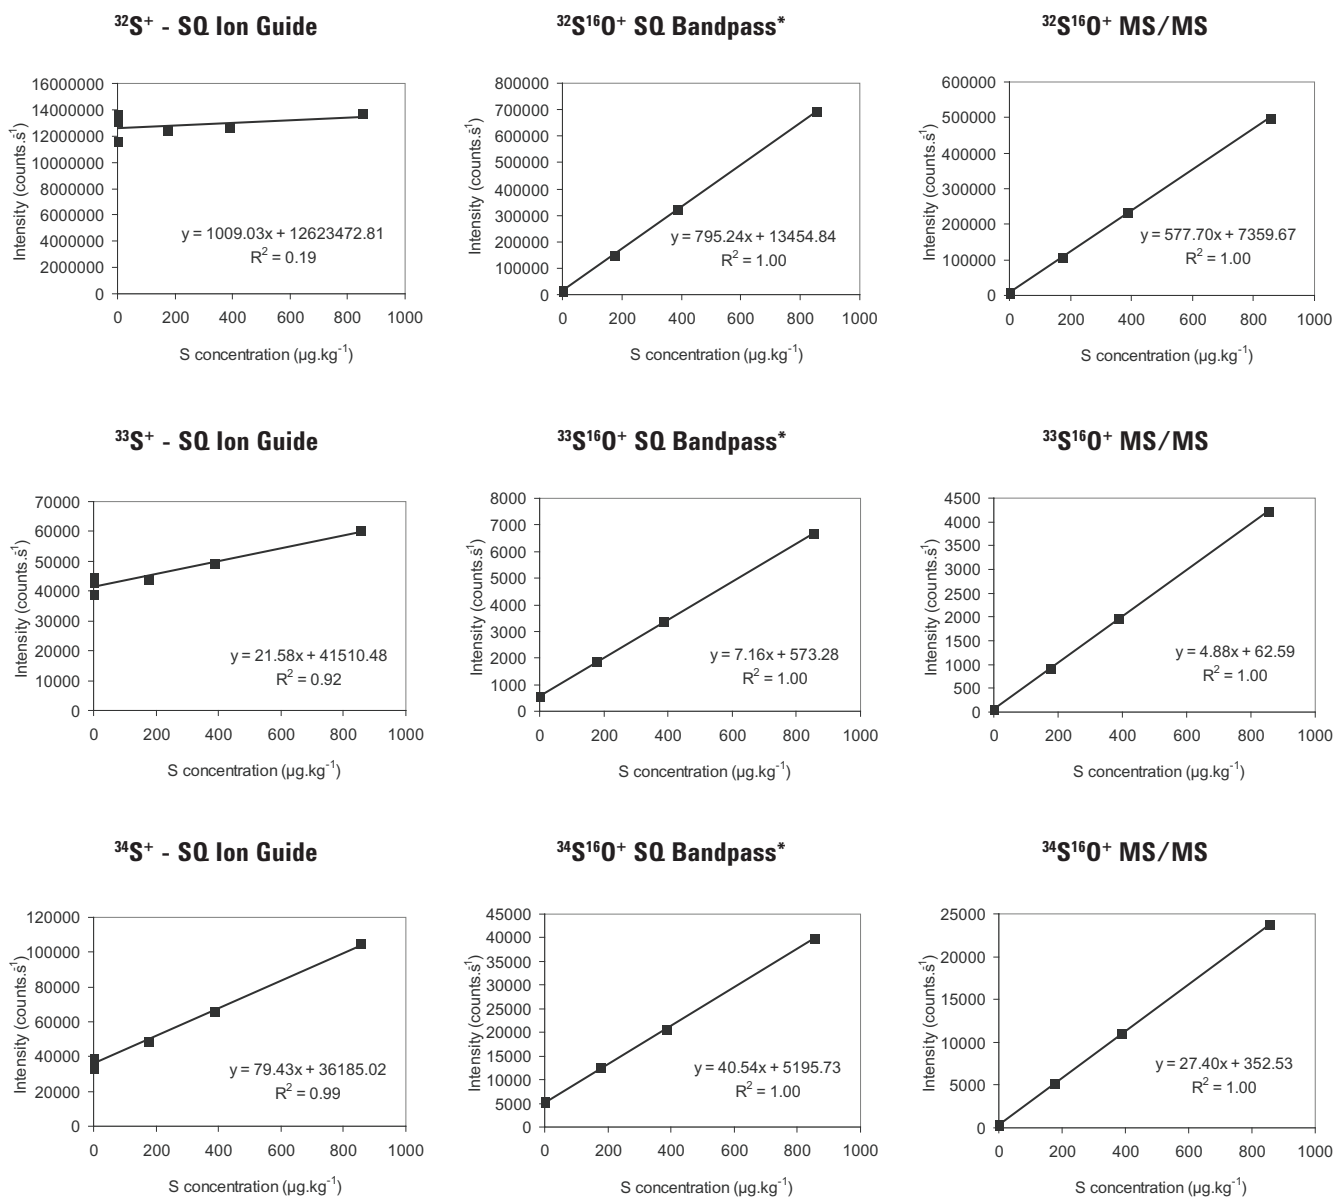 ³²S⁺ - SQ Ion Guide
16000000
14000000
12000000
10000000
8000000
6000000
4000000
2000000
0
Intensity (counts.s⁻¹)
y = 1009.03x + 12623472.81
R² = 0.19
0 200 400 600 800 1000
S concentration (µg.kg⁻¹)
³²S¹⁶O⁺ SQ Bandpass*
800000
700000
600000
500000
400000
300000
200000
100000
0
Intensity (counts.s⁻¹)
y = 795.24x + 13454.84
R² = 1.00
0 200 400 600 800 1000
S concentration (µg.kg⁻¹)
³²S¹⁶O⁺ MS/MS
600000
500000
400000
300000
200000
100000
0
Intensity (counts.s⁻¹)
y = 577.70x + 7359.67
R² = 1.00
0 200 400 600 800 1000
S concentration (µg.kg⁻¹)
³³S⁺ - SQ Ion Guide
70000
60000
50000
40000
30000
20000
10000
0
Intensity (counts.s⁻¹)
y = 21.58x + 41510.48
R² = 0.92
0 200 400 600 800 1000
S concentration (µg.kg⁻¹)
³³S¹⁶O⁺ SQ Bandpass*
8000
7000
6000
5000
4000
3000
2000
1000
0
Intensity (counts.s⁻¹)
y = 7.16x + 573.28
R² = 1.00
0 200 400 600 800 1000
S concentration (µg.kg⁻¹)
³³S¹⁶O⁺ MS/MS
4500
4000
3500
3000
2500
2000
1500
1000
500
0
Intensity (counts.s⁻¹)
y = 4.88x + 62.59
R² = 1.00
0 200 400 600 800 1000
S concentration (µg.kg⁻¹)
³⁴S⁺ - SQ Ion Guide
120000
100000
80000
60000
40000
20000
0
Intensity (counts.s⁻¹)
y = 79.43x + 36185.02
R² = 0.99
0 200 400 600 800 1000
S concentration (µg.kg⁻¹)
³⁴S¹⁶O⁺ SQ Bandpass*
45000
40000
35000
30000
25000
20000
15000
10000
5000
0
Intensity (counts.s⁻¹)
y = 40.54x + 5195.73
R² = 1.00
0 200 400 600 800 1000
S concentration (µg.kg⁻¹)
³⁴S¹⁶O⁺ MS/MS
25000
20000
15000
10000
5000
0
Intensity (counts.s⁻¹)
y = 27.40x + 352.53
R² = 1.00
0 200 400 600 800 1000
S concentration (µg.kg⁻¹)